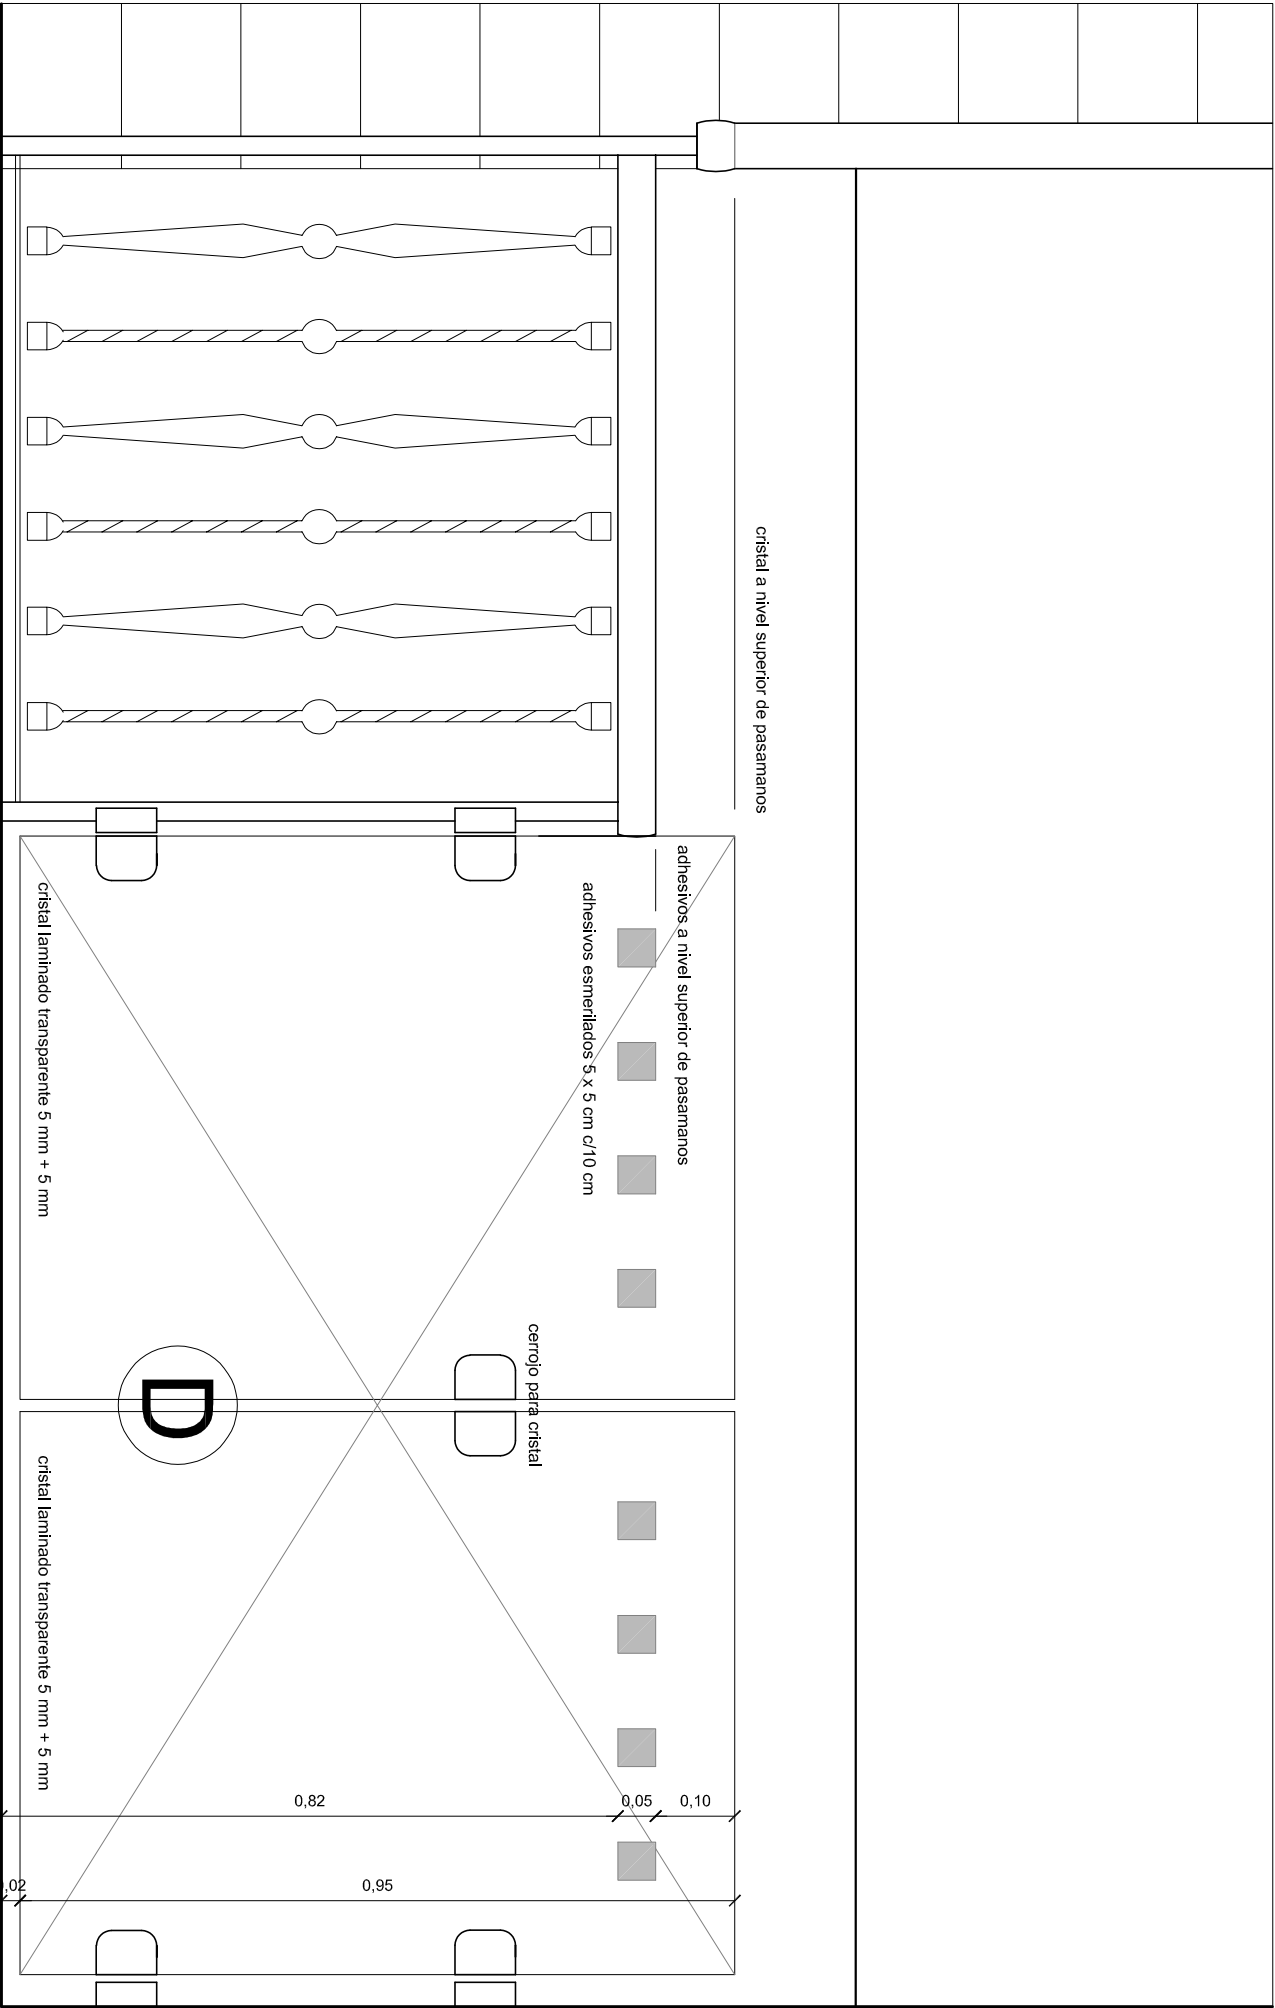 cristal a nivel superior de pasamanos
adhesivos a nivel superior de pasamanos
adhesivos esmerilados 5 x 5 cm c/10 cm
cristal laminado transparente 5 mm + 5 mm
cerrojo para cristal
D
cristal laminado transparente 5 mm + 5 mm
0,82
0,05
0,10
,02
0,95